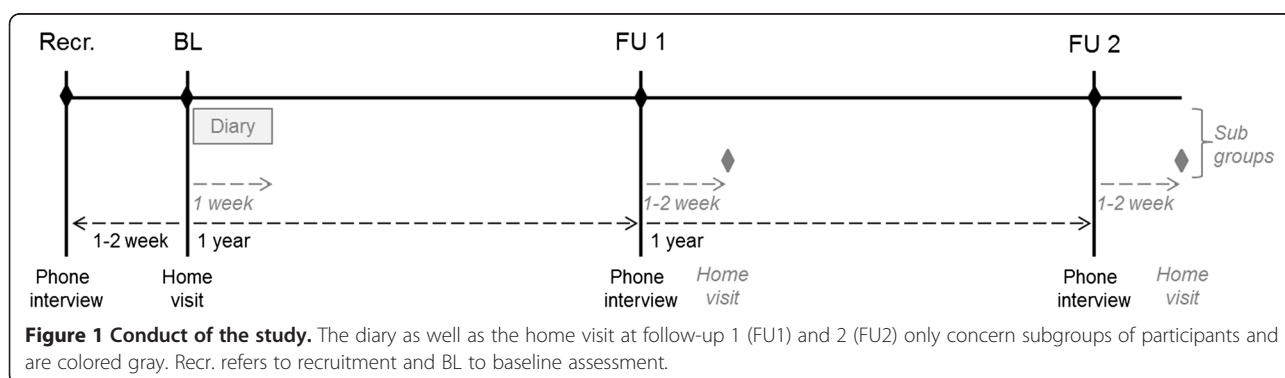 Recr. BL FU 1 FU 2
Diary
Sub
groups
1 week 1-2 week 1-2 week
1-2 week 1 year 1 year
Phone Home Phone Home Phone Home
interview visit interview visit interview visit
Figure 1 Conduct of the study. The diary as well as the home visit at follow-up 1 (FU1) and 2 (FU2) only concern subgroups of participants and
are colored gray. Recr. refers to recruitment and BL to baseline assessment.